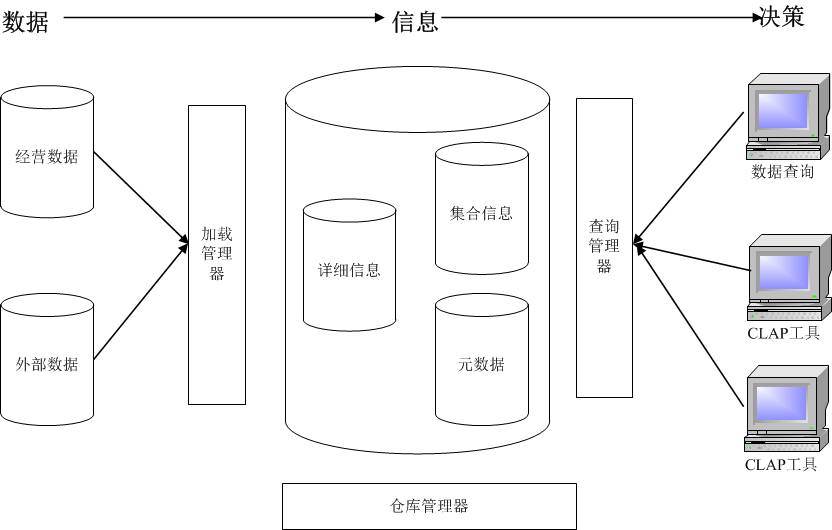 数据
信息
决策
经营数据
外部数据
加载
管理
器
详细信息
集合信息
元数据
查询
管理
器
数据查询
CLAP工具
CLAP工具
仓库管理器